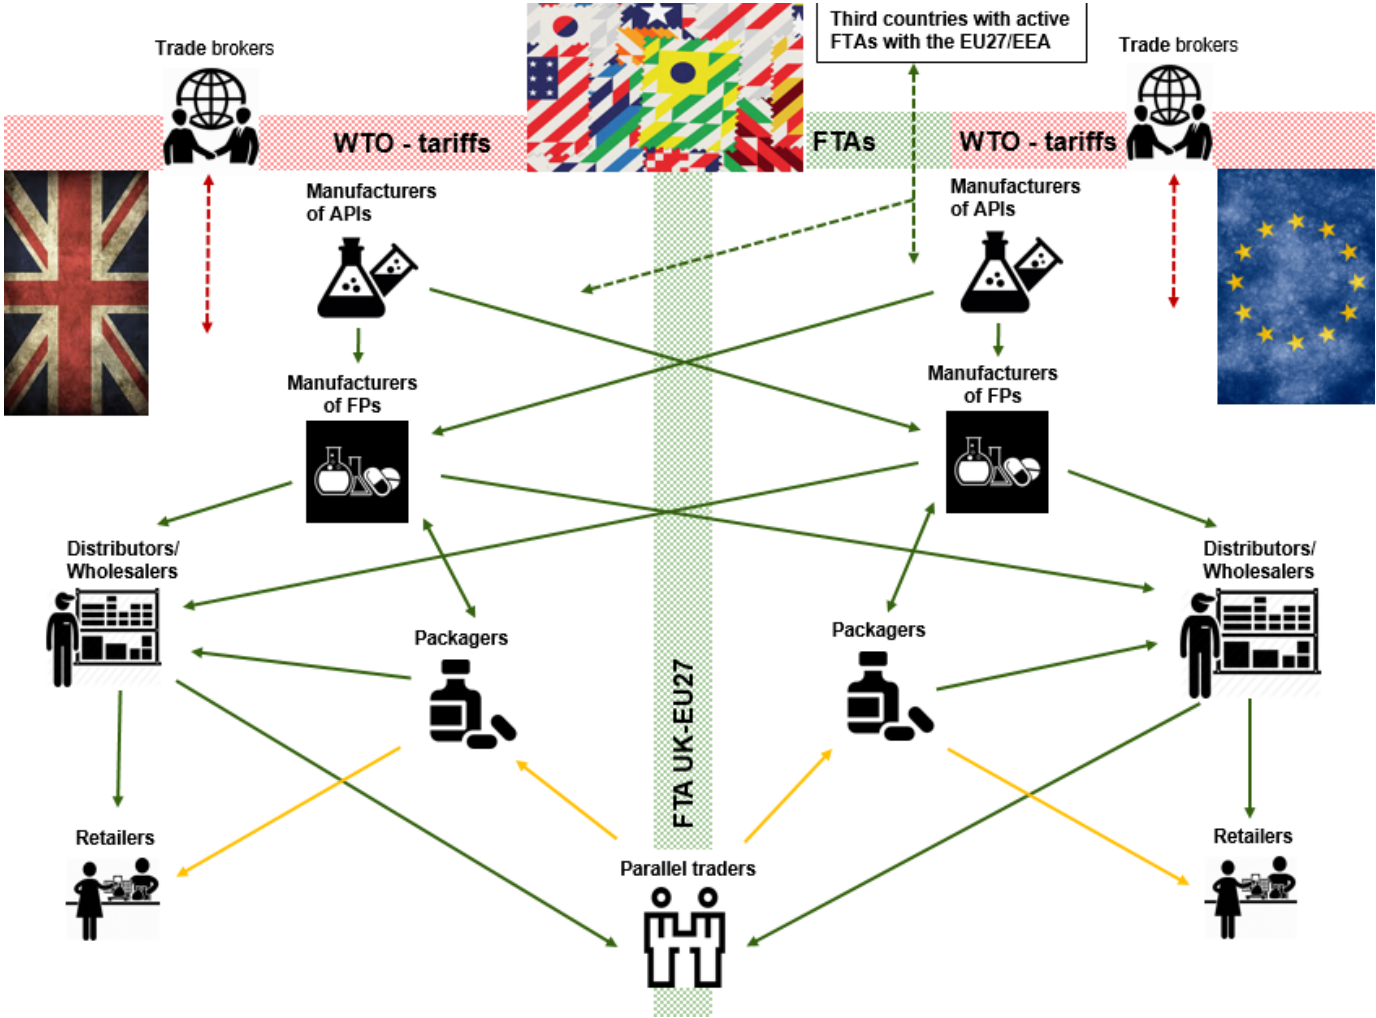 Third countries with active
FTAs with the EU27/EEA
Trade brokers
Trade brokers
WTO - tariffs
FTAs
WTO - tariffs
Manufacturers
of APIs
Manufacturers
of APIs
Manufacturers
of FPs
Manufacturers
of FPs
Distributors/
Wholesalers
Distributors/
Wholesalers
Packagers
Packagers
FTA UK-EU27
Retailers
Retailers
Parallel traders